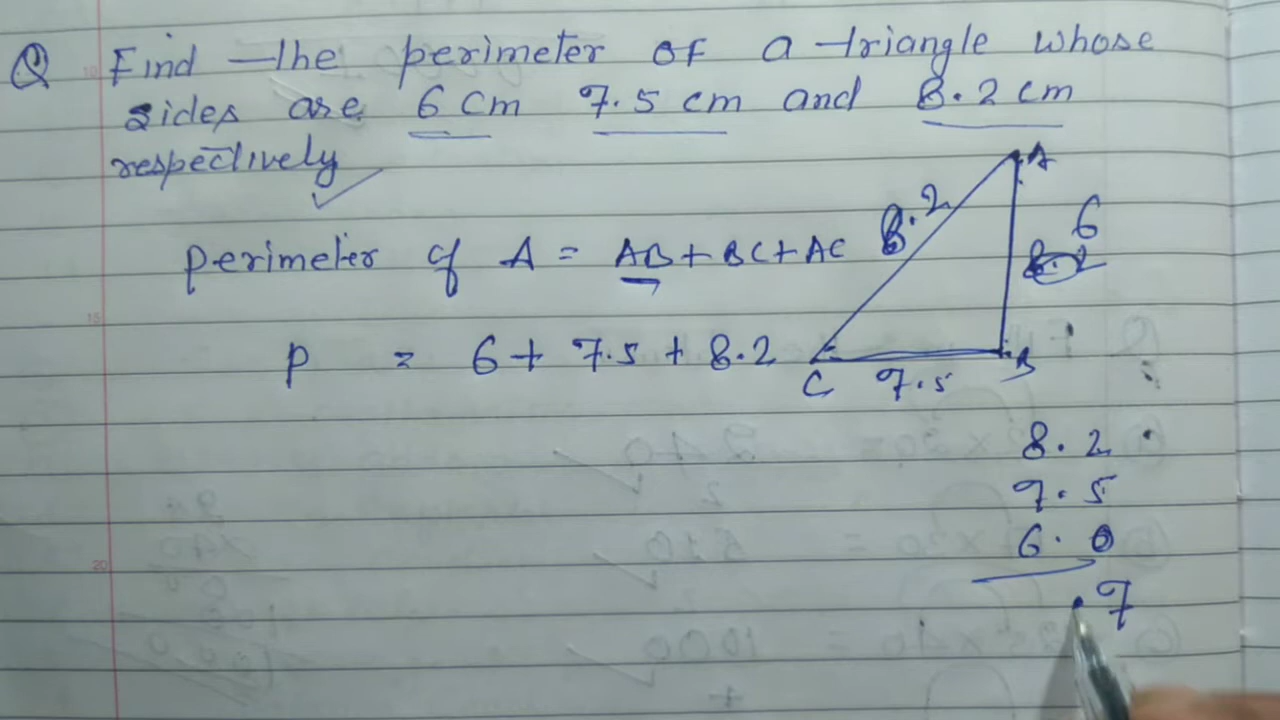 Q Find the perimeter of a triangle whose
sides are 6 cm 7.5 cm and 8.2 cm
respectively
A
8.2
6
perimeter of A = AB + BC + AC
P = 6 + 7.5 + 8.2
C 7.5 B
8.2
7.5
6.0
.7